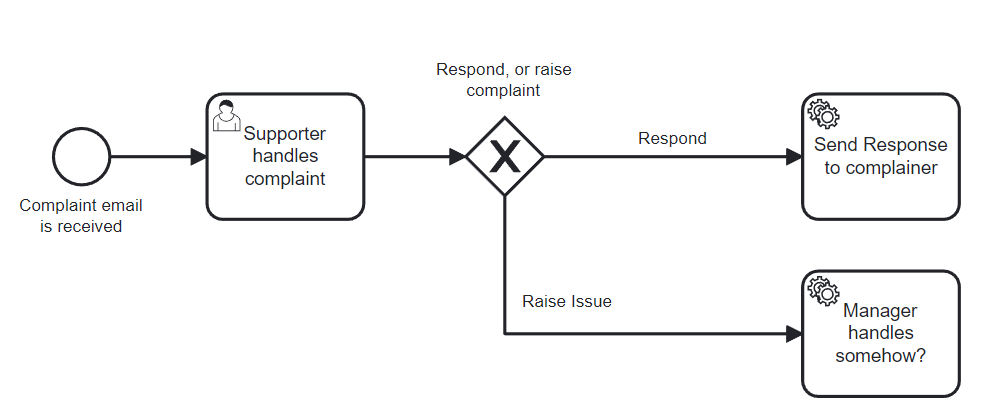 Respond, or raise
complaint
Supporter
handles
complaint
Respond
Send Response
to complainer
Complaint email
is received
Raise Issue
Manager
handles
somehow?